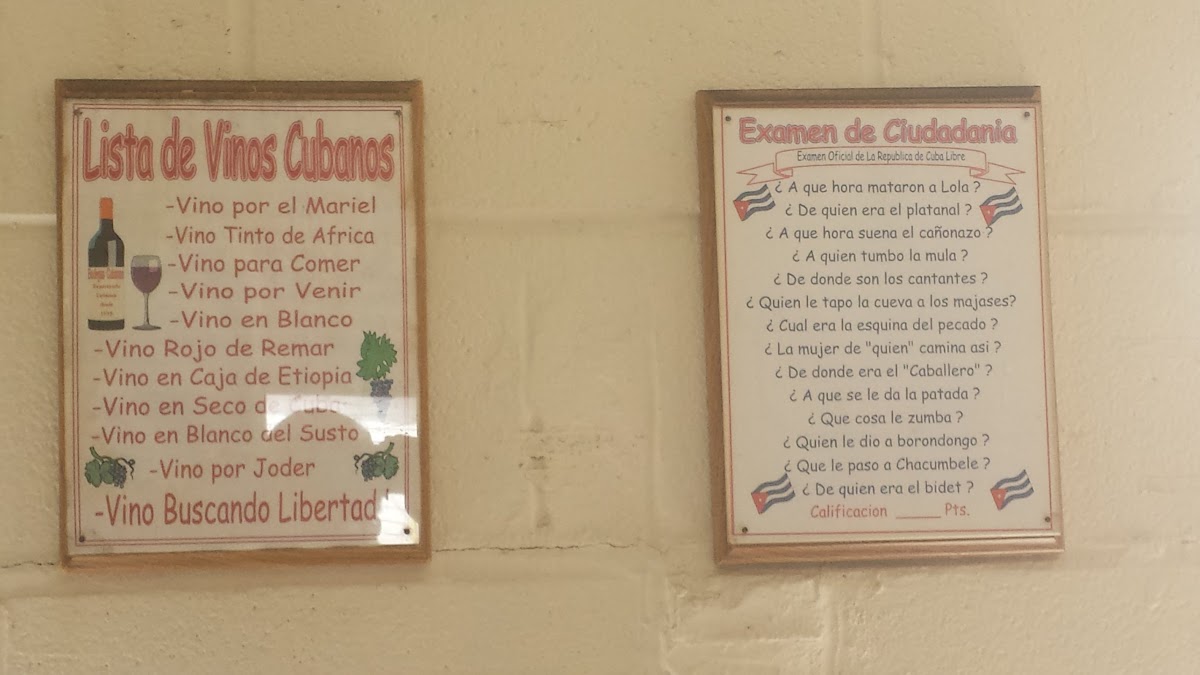 Lista de Vinos Cubanos
-Vino por el Mariel
-Vino Tinto de Africa
-Vino para Comer
-Vino por Venir
-Vino en Blanco
-Vino Rojo de Remar
-Vino en Caja de Etiopia
-Vino en Seco de Cuba-
-Vino en Blanco del Susto
-Vino por Joder
-Vino Buscando Libertad!
Bodegas Cubanas
Examen de Ciudadania
Examen Oficial de La Republica de Cuba Libre
¿ A que hora mataron a Lola ?
¿ De quien era el platanal ?
¿ A que hora suena el cañonazo ?
¿ A quien tumbo la mula ?
¿ De donde son los cantantes ?
¿ Quien le tapo la cueva a los majases?
¿ Cual era la esquina del pecado ?
¿ La mujer de "quien" camina asi ?
¿ De donde era el "Caballero" ?
¿ A que se le da la patada ?
¿ Que cosa le zumba ?
¿ Quien le dio a borondongo ?
¿ Que le paso a Chacumbele ?
¿ De quien era el bidet ?
Calificacion ______ Pts.